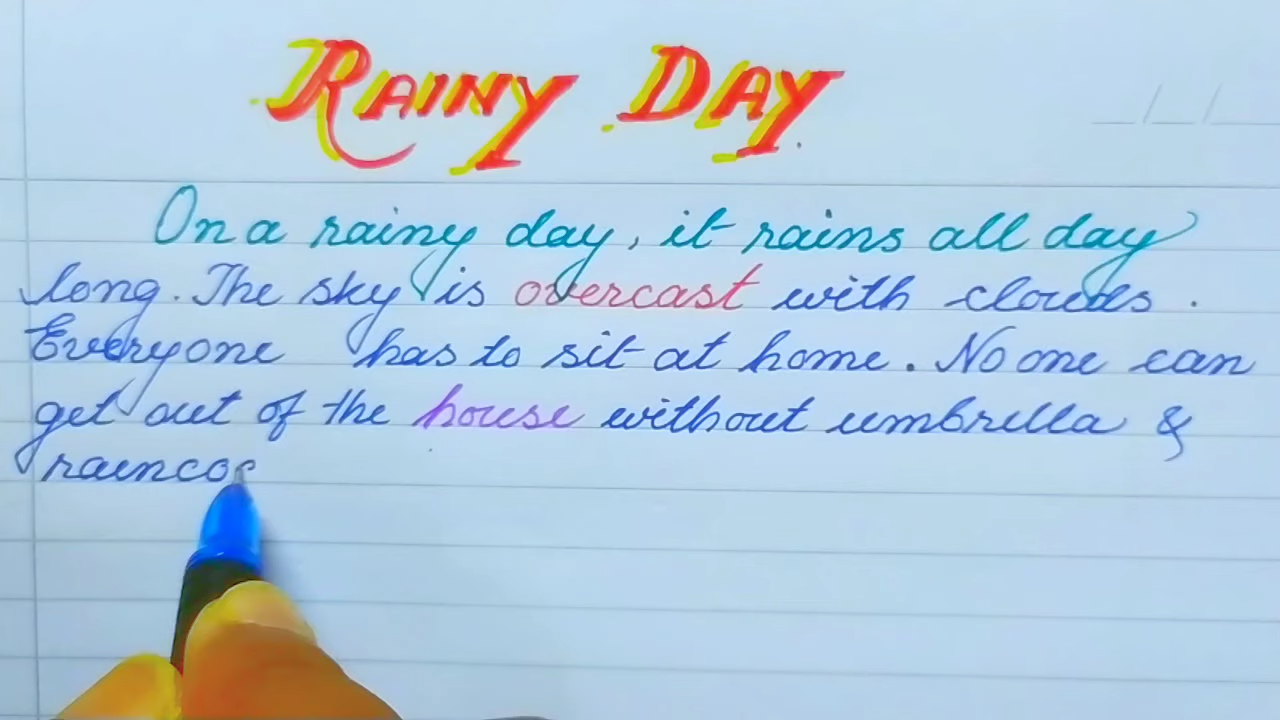 RAINY DAY
On a rainy day, it rains all day
long. The sky is overcast with clouds.
Everyone has to sit at home. No one can
get out of the house without umbrella &
rainco